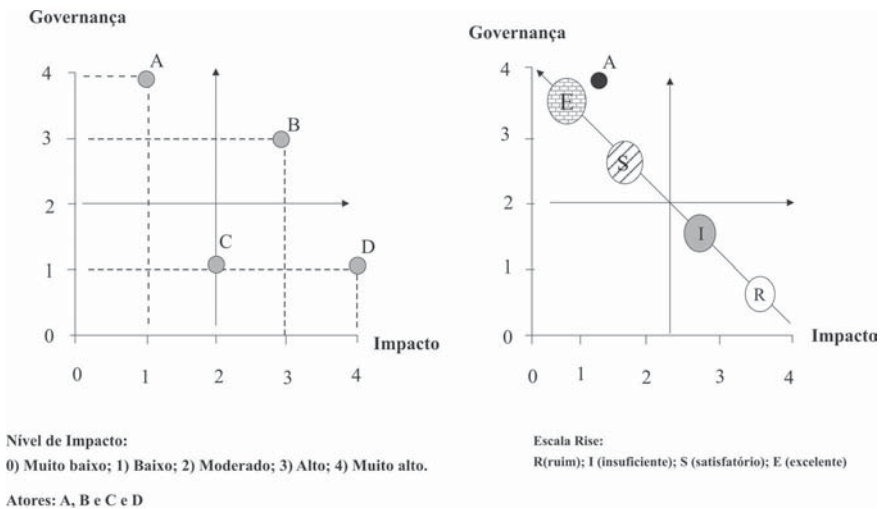 Governança
4
3
2
1
0
A
B
C
D
0 1 2 3 4
Impacto
Nível de Impacto:
0) Muito baixo; 1) Baixo; 2) Moderado; 3) Alto; 4) Muito alto.
Atores: A, B e C e D
Governança
4
3
2
1
0
A
E
S
I
R
0 1 2 3 4
Impacto
Escala Rise:
R(ruim); I (insuficiente); S (satisfatório); E (excelente)